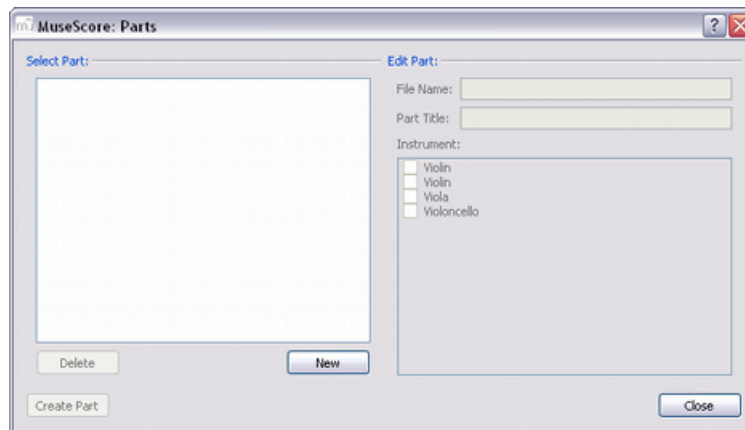 MuseScore: Parts
Select Part:
Delete
New
Create Part
Edit Part:
File Name:
Part Title:
Instrument:
Violin
Violin
Viola
Violoncello
Close